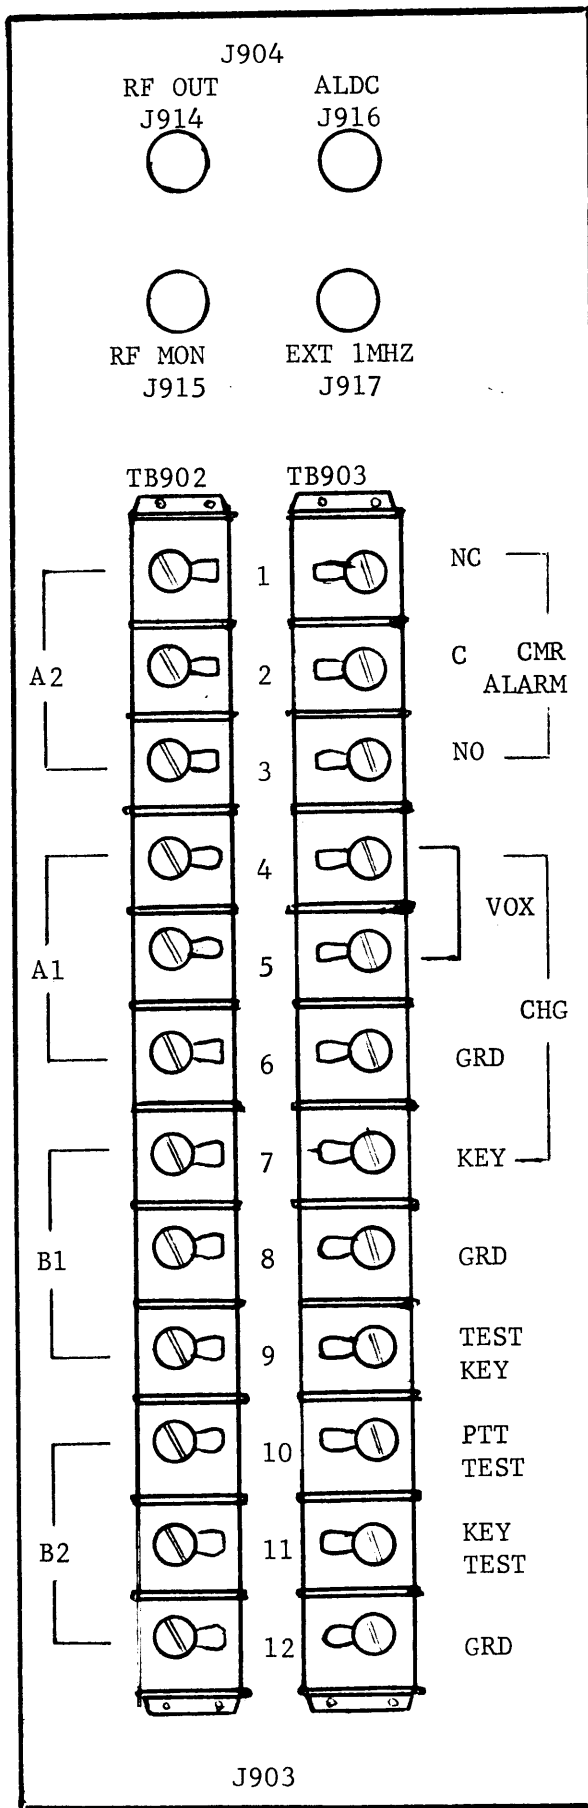 J904
RF OUT ALDC
J914 J916
RF MON EXT 1MHZ
J915 J917
TB902 TB903
1 NC
A2 2 C CMR
ALARM
3 NO
4
VOX
A1 5
CHG
6 GRD
7 KEY
B1 8 GRD
9 TEST
KEY
10 PTT
TEST
B2 11 KEY
TEST
12 GRD
J903